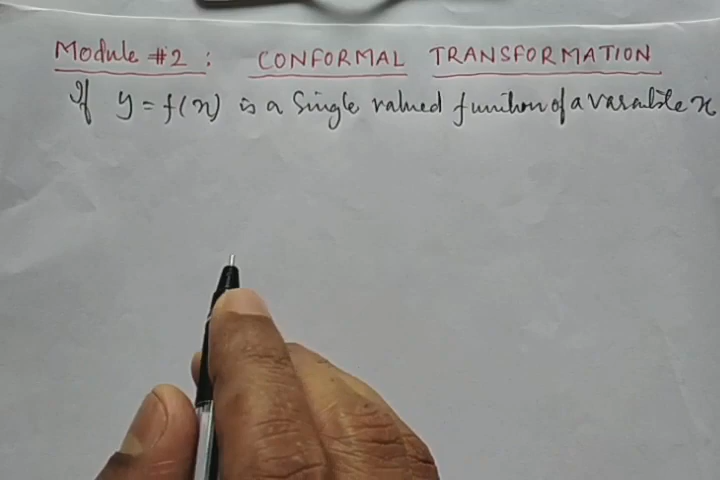 Module #2 : CONFORMAL TRANSFORMATION
If y = f(x) is a single valued function of a variable x